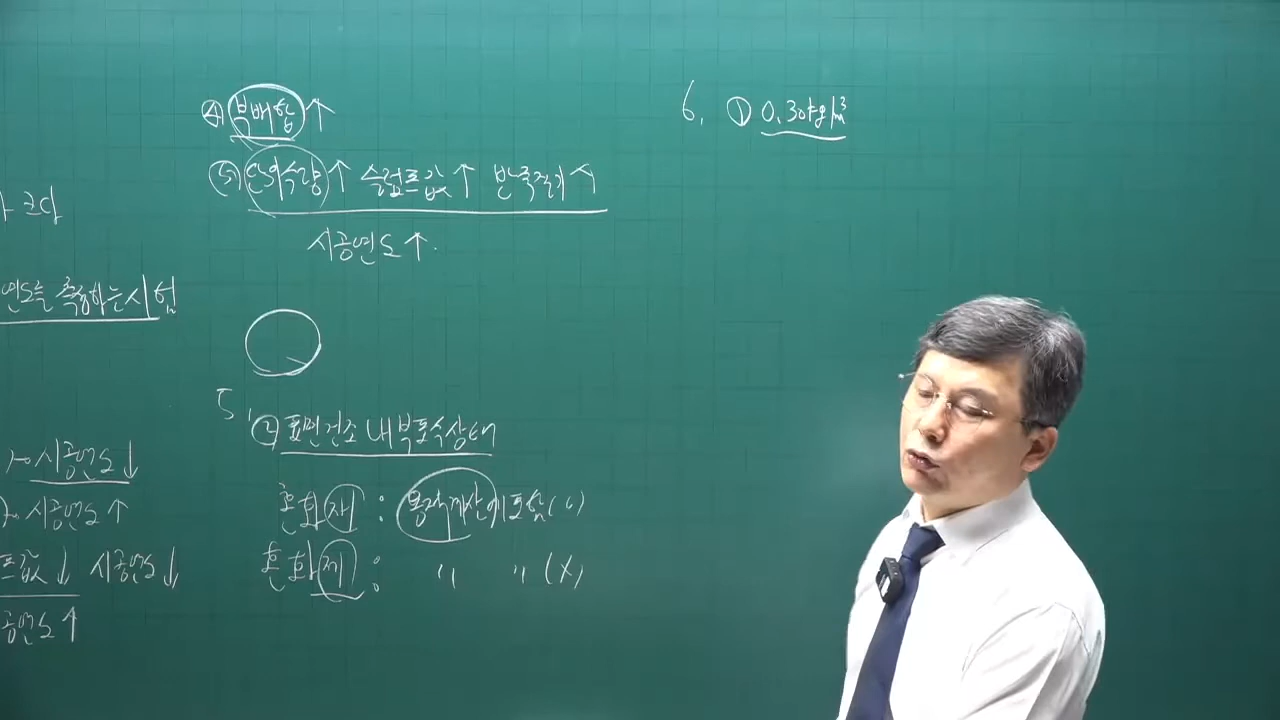 크다
연도를 측정하는 시험
시공연도↓
시공연도↑
프값↓ 시공연도↓
공연도↑
④ 부배합↑
⑤ 단위수량↑ 슬럼프값↑ 반죽질기↑
시공연도↑.
5.
② 표면건조 내부포수상태
혼화재 : 용적계산에 포함(○)
혼화제 : 〃 〃 (X)
6. ① 0.30kg/m³